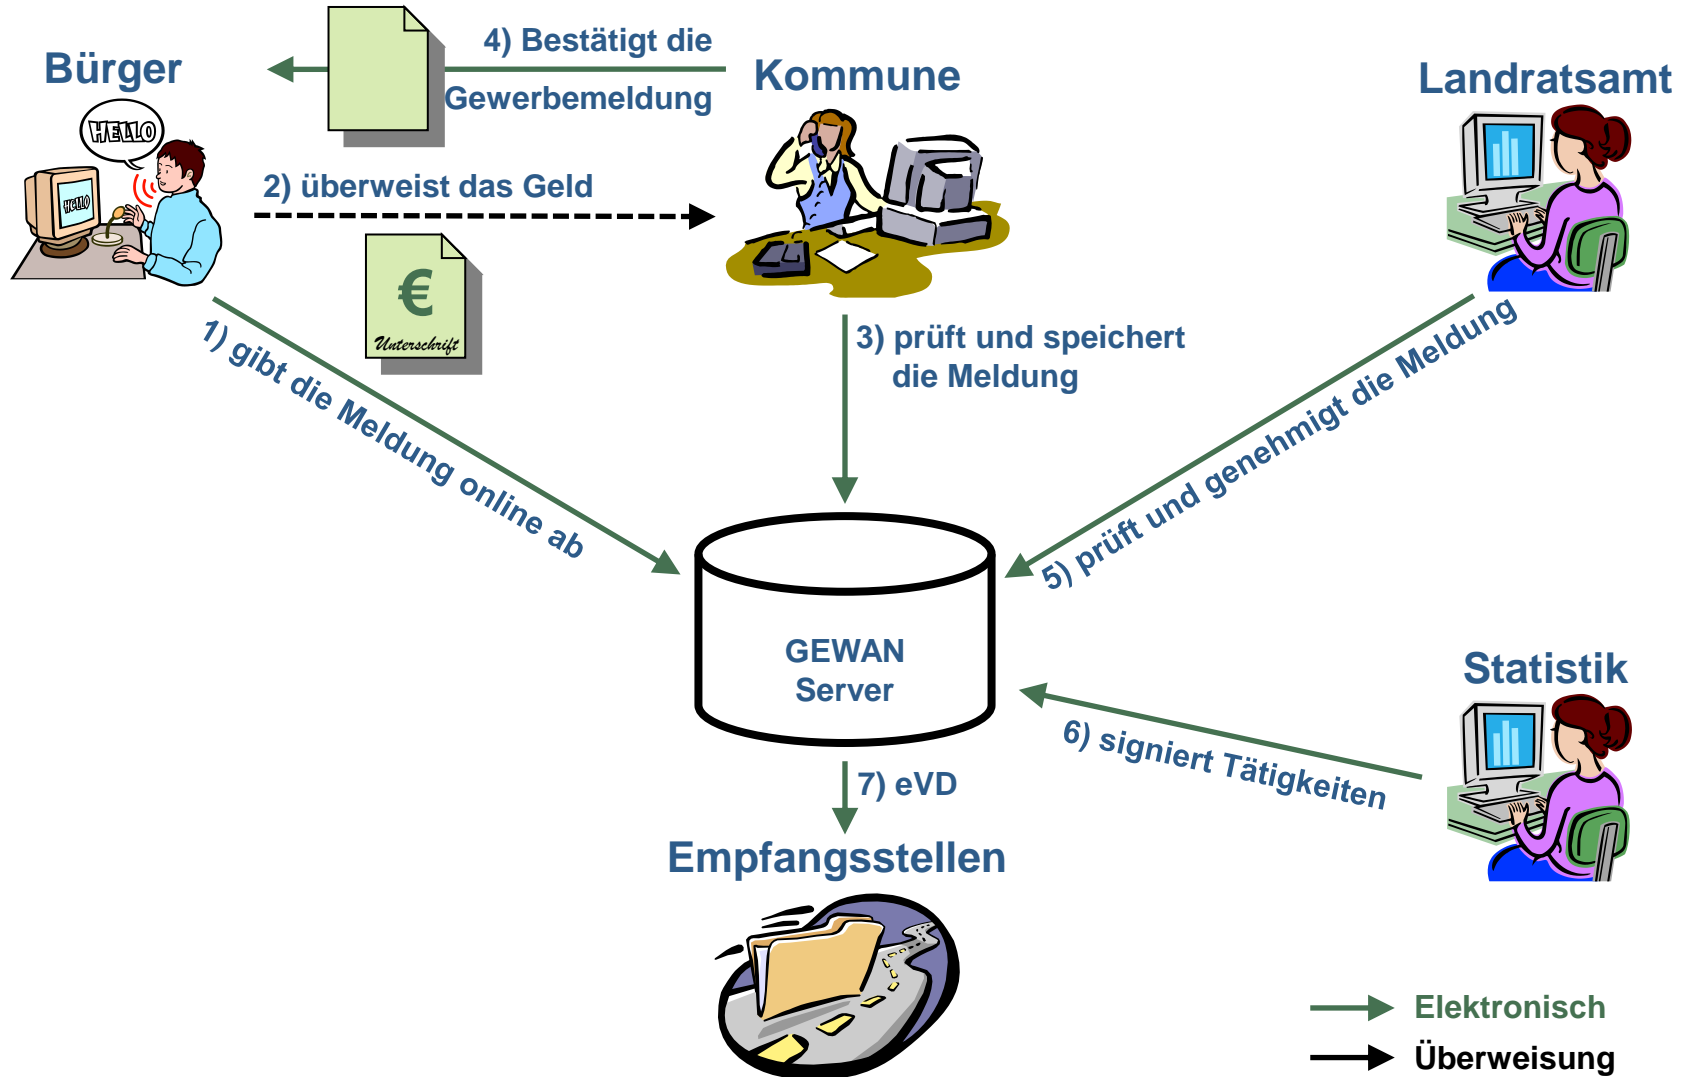 Bürger
4) Bestätigt die
Gewerbemeldung
Kommune
Landratsamt
HELLO
HELLO
2) überweist das Geld
€
Unterschrift
1) gibt die Meldung online ab
3) prüft und speichert
die Meldung
5) prüft und genehmigt die Meldung
GEWAN
Server
Statistik
6) signiert Tätigkeiten
7) eVD
Empfangsstellen
Elektronisch
Überweisung